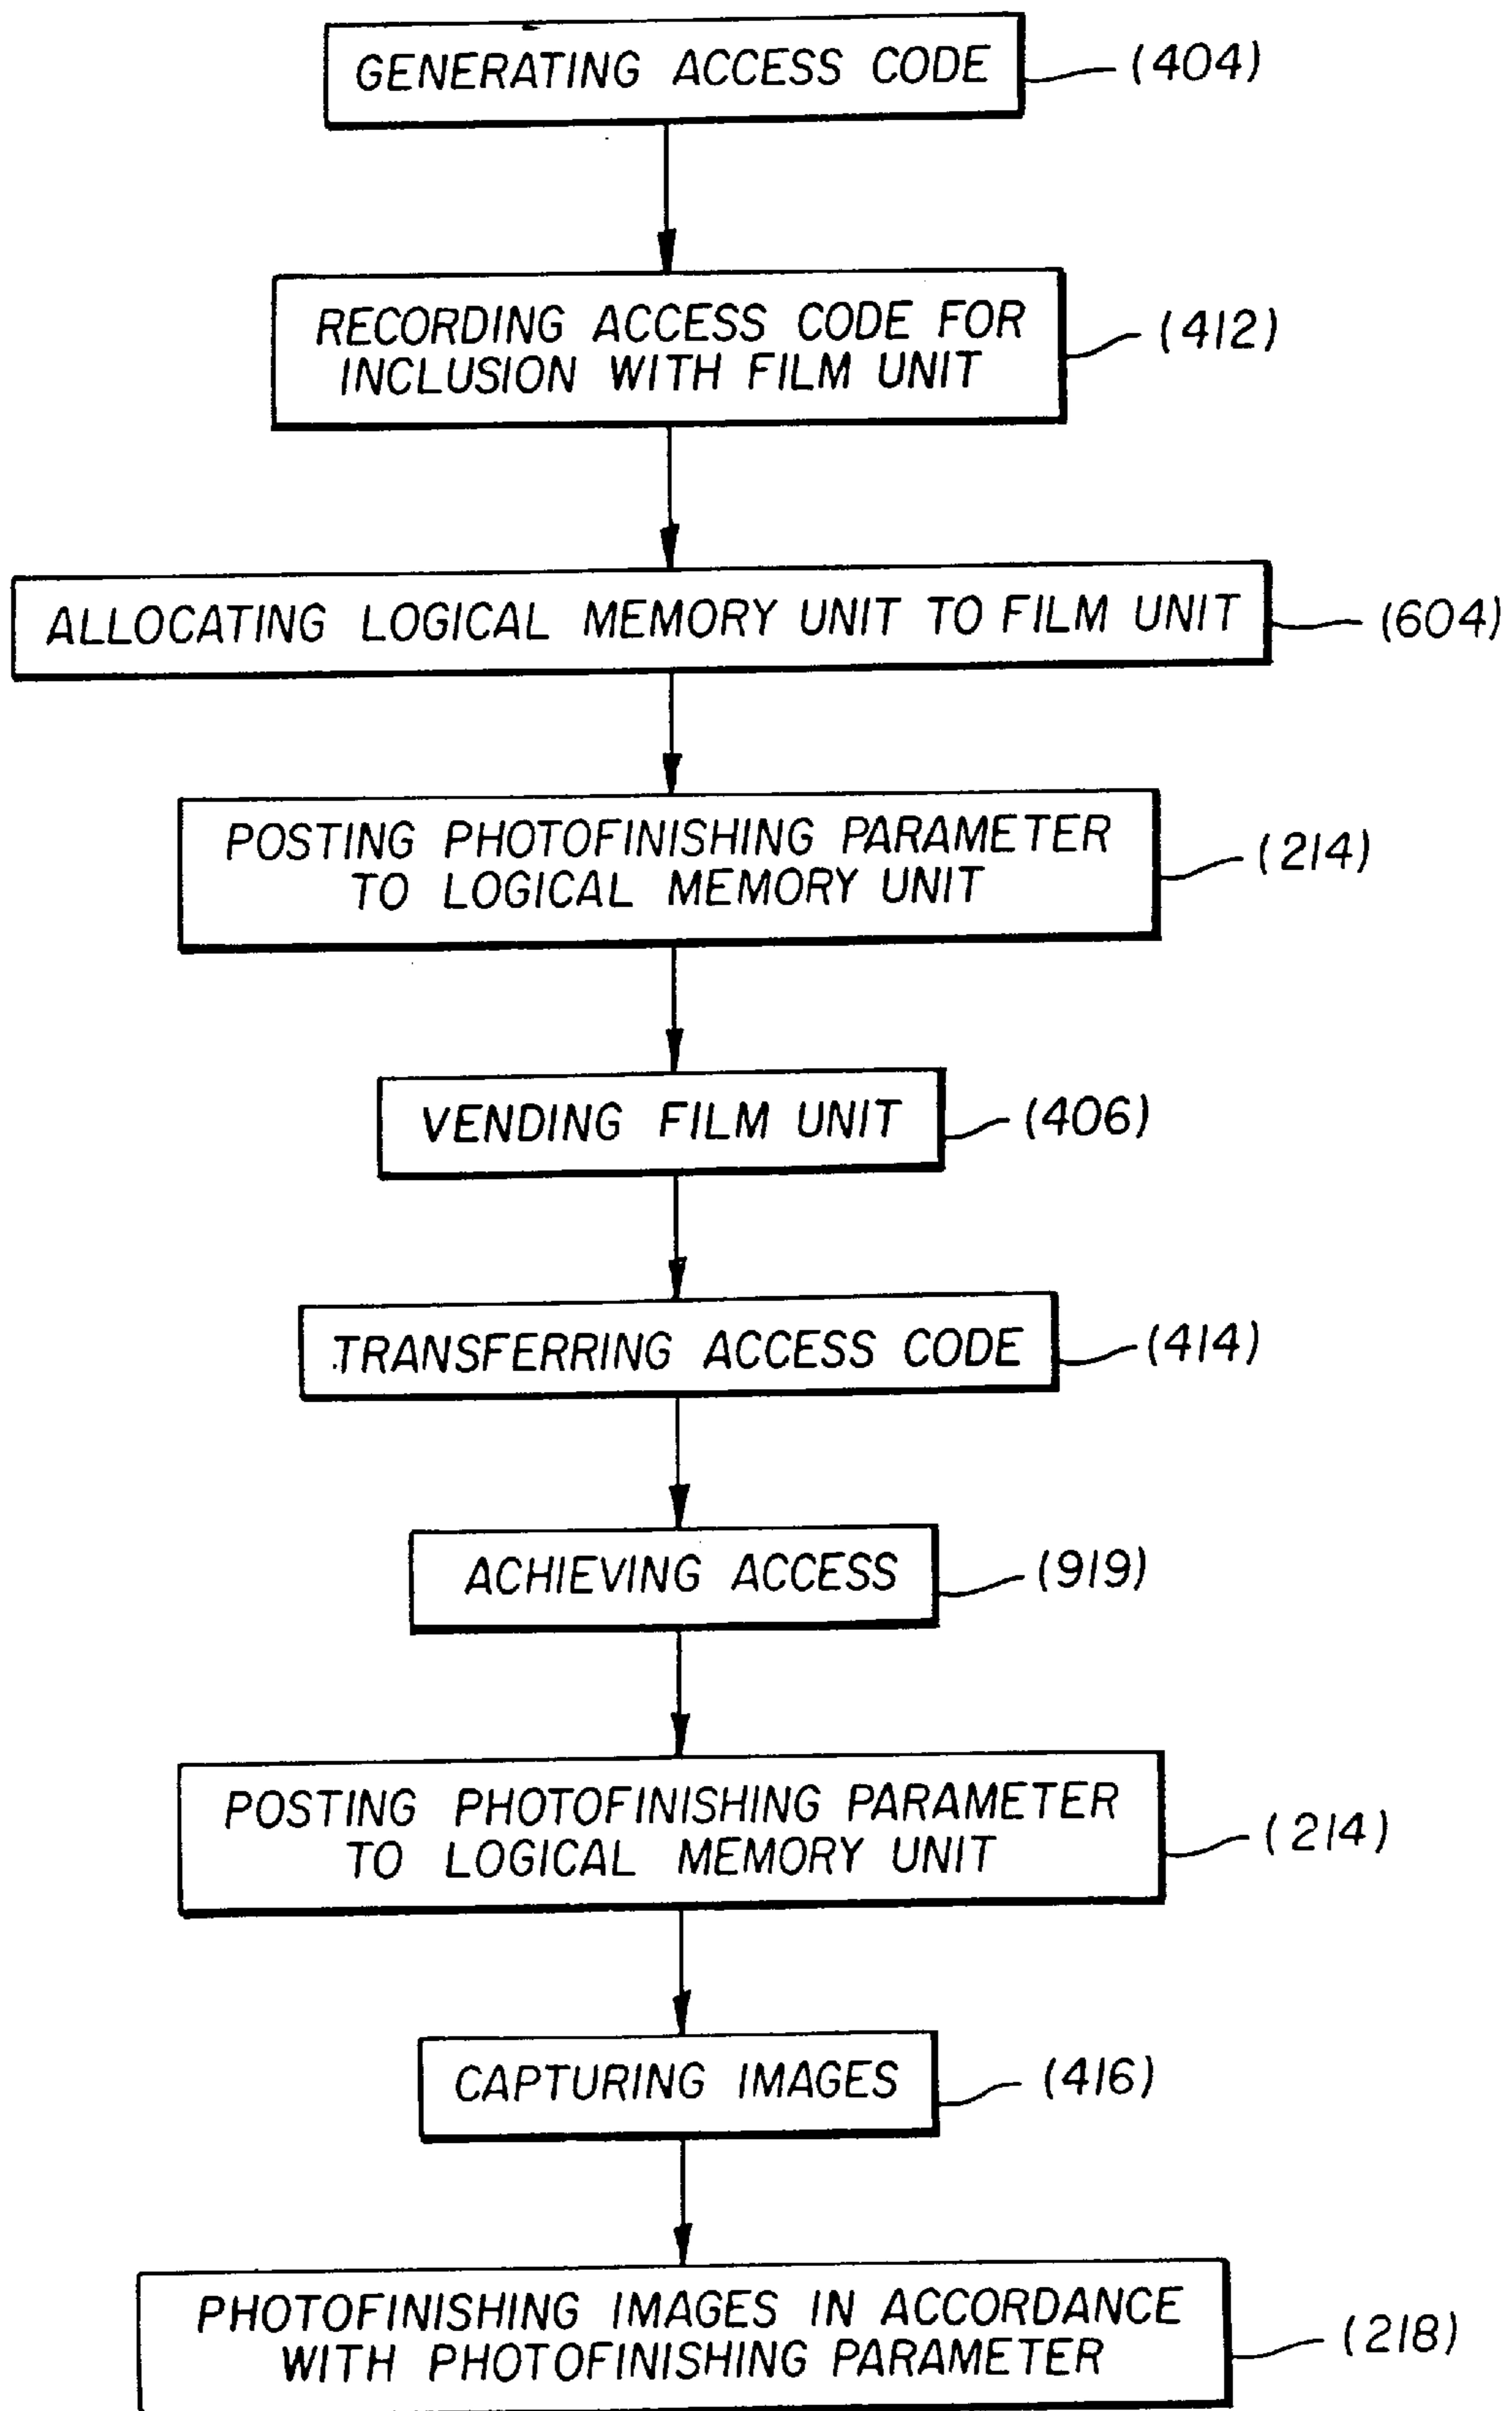 GENERATING ACCESS CODE (404)
RECORDING ACCESS CODE FOR
INCLUSION WITH FILM UNIT (412)
ALLOCATING LOGICAL MEMORY UNIT TO FILM UNIT (604)
POSTING PHOTOFINISHING PARAMETER
TO LOGICAL MEMORY UNIT (214)
VENDING FILM UNIT (406)
TRANSFERRING ACCESS CODE (414)
ACHIEVING ACCESS (919)
POSTING PHOTOFINISHING PARAMETER
TO LOGICAL MEMORY UNIT (214)
CAPTURING IMAGES (416)
PHOTOFINISHING IMAGES IN ACCORDANCE
WITH PHOTOFINISHING PARAMETER (218)